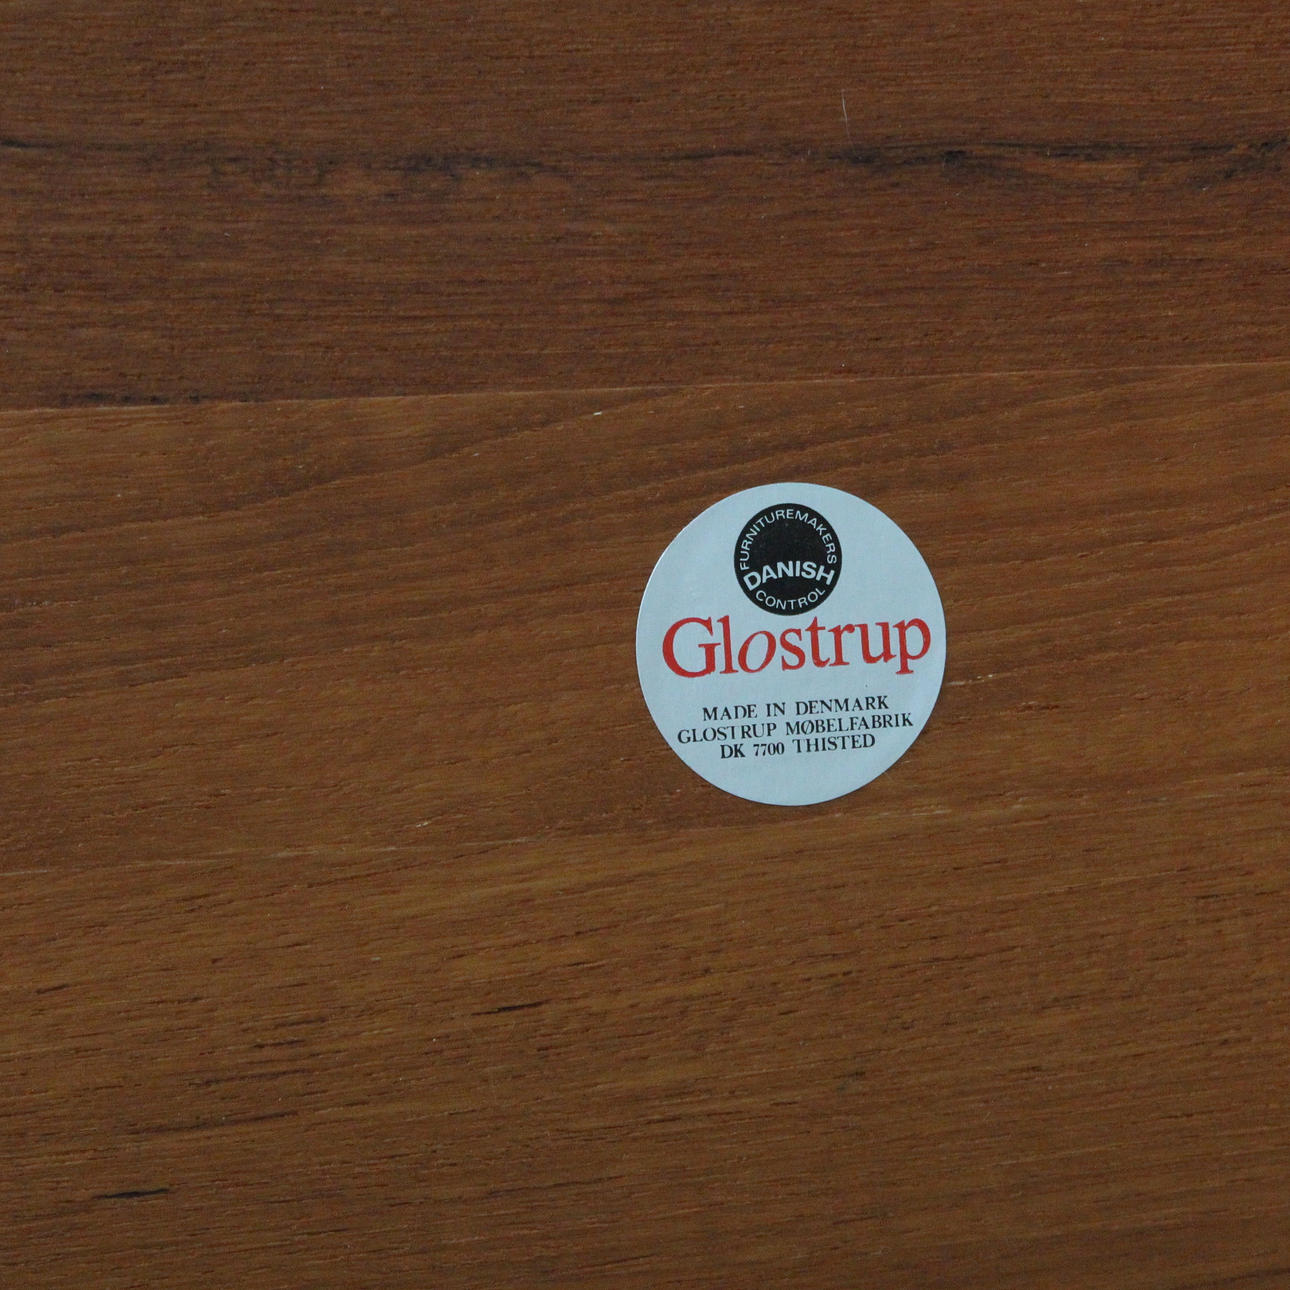 FURNITUREMAKERS
DANISH
CONTROL
Glostrup
MADE IN DENMARK
GLOSTRUP MØBELFABRIK
DK 7700 THISTED